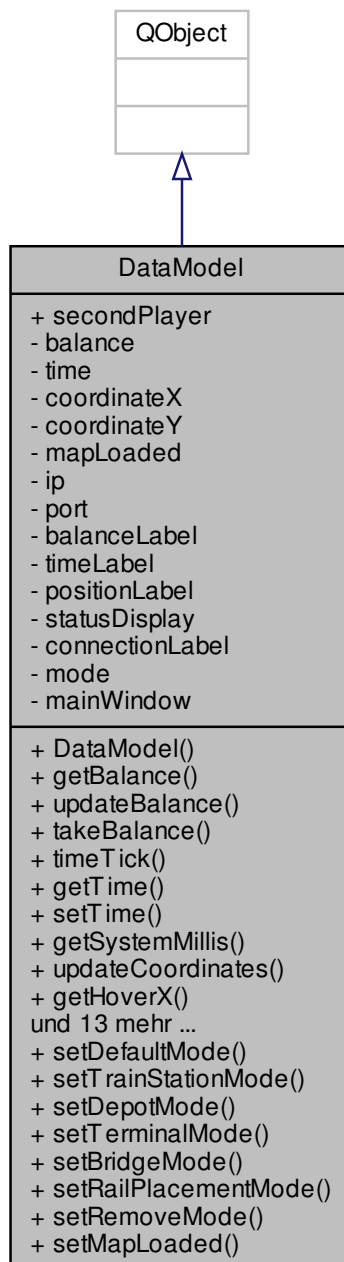 QObject
DataModel
+ secondPlayer
- balance
- time
- coordinateX
- coordinateY
- mapLoaded
- ip
- port
- balanceLabel
- timeLabel
- positionLabel
- statusDisplay
- connectionLabel
- mode
- mainWindow
+ DataModel()
+ getBalance()
+ updateBalance()
+ takeBalance()
+ timeTick()
+ getTime()
+ setTime()
+ getSystemMillis()
+ updateCoordinates()
+ getHoverX()
und 13 mehr ...
+ setDefaultMode()
+ setTrainStationMode()
+ setDepotMode()
+ setTerminalMode()
+ setBridgeMode()
+ setRailPlacementMode()
+ setRemoveMode()
+ setMapLoaded()